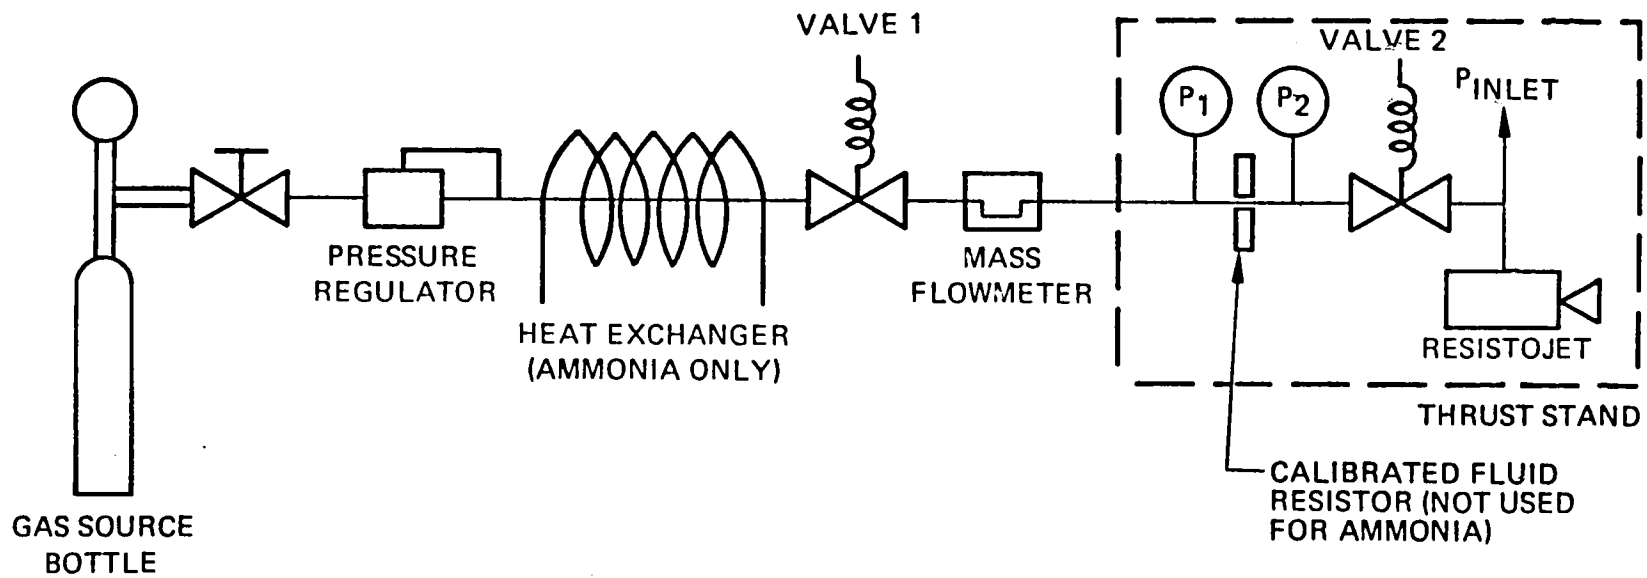 VALVE 1
VALVE 2
P1
P2
PINLET
PRESSURE
REGULATOR
MASS
FLOWMETER
HEAT EXCHANGER
(AMMONIA ONLY)
RESISTOJET
THRUST STAND
CALIBRATED FLUID
RESISTOR (NOT USED
FOR AMMONIA)
GAS SOURCE
BOTTLE